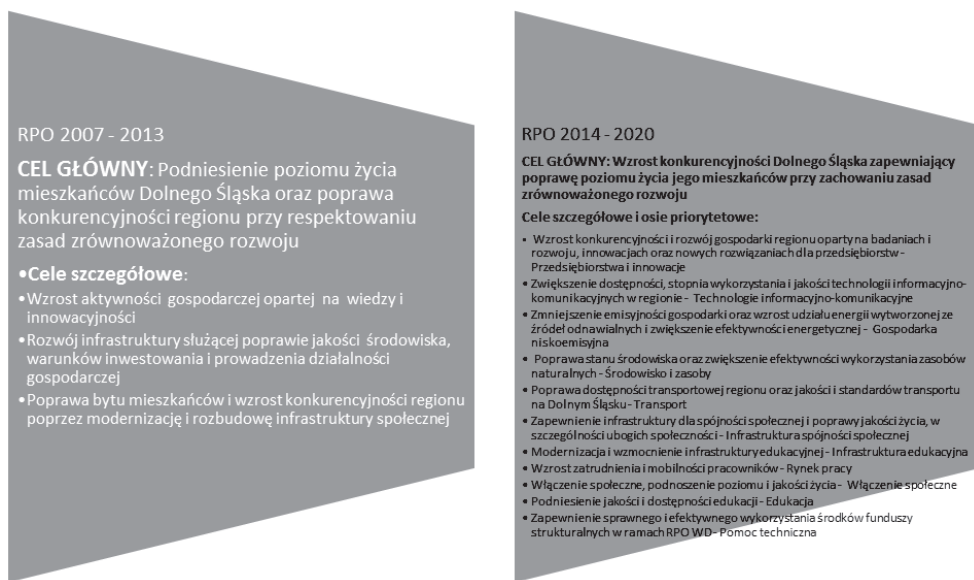 RPO 2007 - 2013
CEL GŁÓWNY: Podniesienie poziomu życia
mieszkańców Dolnego Śląska oraz poprawa
konkurencyjności regionu przy respektowaniu
zasad zrównoważonego rozwoju
•Cele szczegółowe:
•Wzrost aktywności gospodarczej opartej na wiedzy i
innowacyjności
•Rozwój infrastruktury służącej poprawie jakości środowiska,
warunków inwestowania i prowadzenia działalności
gospodarczej
•Poprawa bytu mieszkańców i wzrost konkurencyjności regionu
poprzez modernizację i rozbudowę infrastruktury społecznej
RPO 2014 - 2020
CEL GŁÓWNY: Wzrost konkurencyjności Dolnego Śląska zapewniający
poprawę poziomu życia jego mieszkańców przy zachowaniu zasad
zrównoważonego rozwoju
Cele szczegółowe i osie priorytetowe:
• Wzrost konkurencyjności i rozwój gospodarki regionu oparty na badaniach i
rozwoju, innowacjach oraz nowych rozwiązaniach dla przedsiębiorstw -
Przedsiębiorstwa i innowacje
• Zwiększenie dostępności, stopnia wykorzystania i jakości technologii informacyjno-
komunikacyjnych w regionie - Technologie informacyjno-komunikacyjne
• Zmniejszenie emisyjności gospodarki oraz wzrost udziału energii wytworzonej ze
źródeł odnawialnych i zwiększenie efektywności energetycznej - Gospodarka
niskoemisyjna
• Poprawa stanu środowiska oraz zwiększenie efektywności wykorzystania zasobów
naturalnych - Środowisko i zasoby
• Poprawa dostępności transportowej regionu oraz jakości i standardów transportu
na Dolnym Śląsku - Transport
• Zapewnienie infrastruktury dla spójności społecznej i poprawy jakości życia, w
szczególności ubogich społeczności - Infrastruktura spójności społecznej
• Modernizacja i wzmocnienie infrastruktury edukacyjnej - Infrastruktura edukacyjna
• Wzrost zatrudnienia i mobilności pracowników - Rynek pracy
• Włączenie społeczne, podnoszenie poziomu i jakości życia - Włączenie społeczne
• Podniesienie jakości i dostępności edukacji - Edukacja
• Zapewnienie sprawnego i efektywnego wykorzystania środków funduszy
strukturalnych w ramach RPO WD - Pomoc techniczna